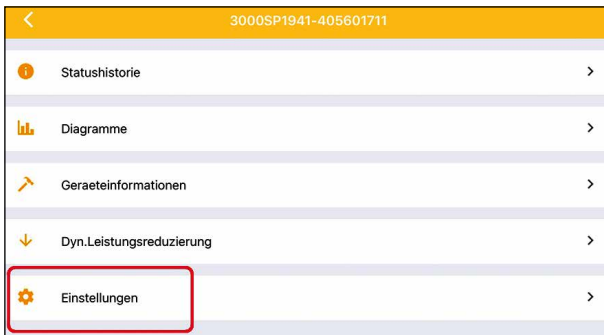 3000SP1941-405601711
Statushistorie
Diagramme
Geraeteinformationen
Dyn.Leistungsreduzierung
Einstellungen